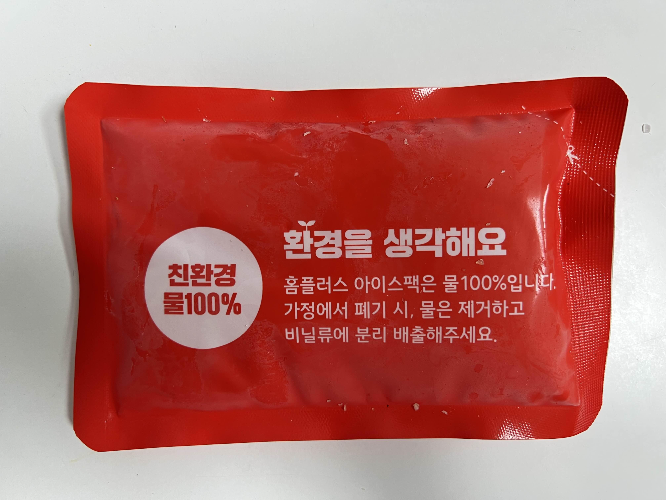 친환경
물100%
환경을 생각해요
홈플러스 아이스팩은 물100%입니다.
가정에서 폐기 시, 물은 제거하고
비닐류에 분리 배출해주세요.